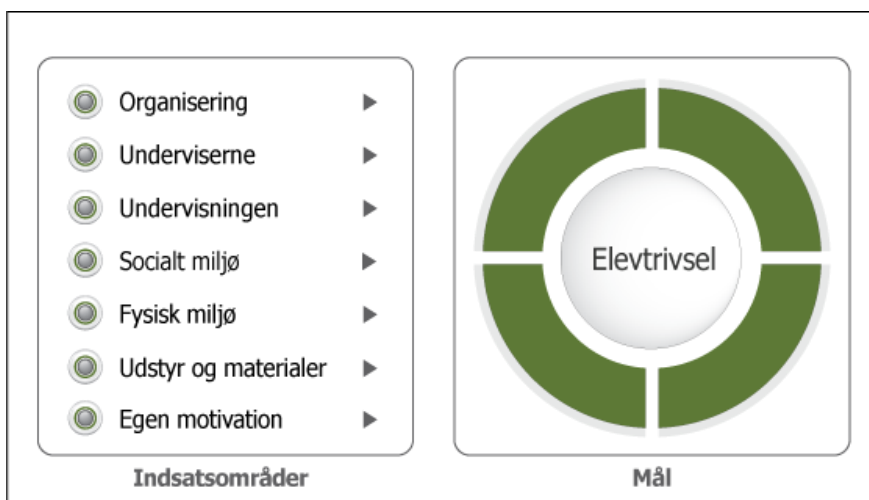 Organisering
Underviserne
Undervisningen
Socialt miljø
Fysisk miljø
Udstyr og materialer
Egen motivation
Indsatsområder
Elevtrivsel
Mål